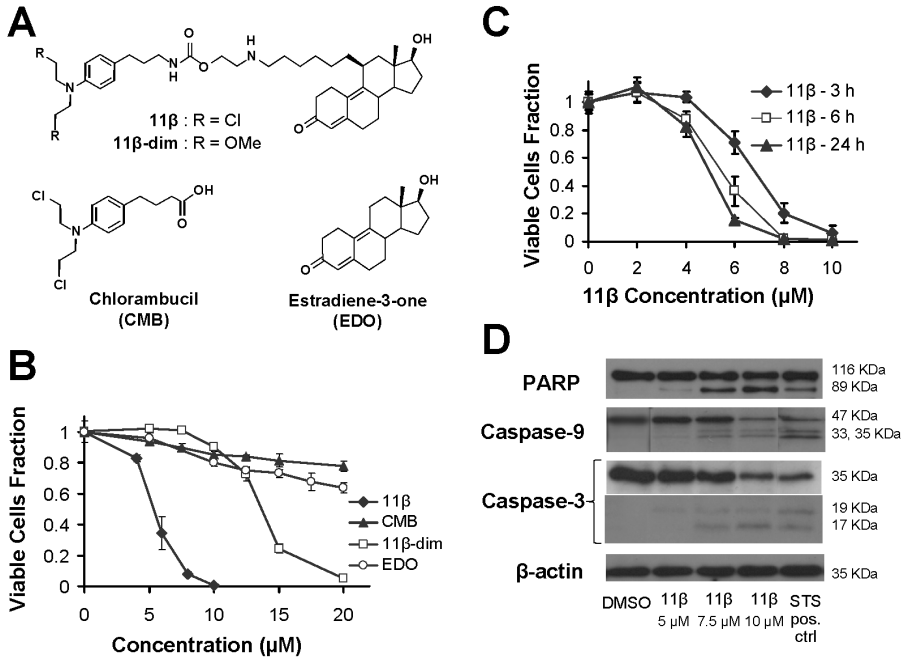 A
R
N
R
N
H
O
O
H
N
OH
O
11β : R = Cl
11β-dim : R = OMe
Cl
N
Cl
OH
O
Chlorambucil
(CMB)
OH
O
Estradiene-3-one
(EDO)
B
Viable Cells Fraction
1
0.8
0.6
0.4
0.2
0
0 5 10 15 20
Concentration (µM)
11β
CMB
11β-dim
EDO
C
Viable Cells Fraction
1
0.8
0.6
0.4
0.2
0
0 2 4 6 8 10
11β Concentration (µM)
11β - 3 h
11β - 6 h
11β - 24 h
D
PARP
116 KDa
89 KDa
Caspase-9
47 KDa
33, 35 KDa
Caspase-3
35 KDa
19 KDa
17 KDa
β-actin
35 KDa
DMSO
11β
5 µM
11β
7.5 µM
11β
10 µM
STS
pos.
ctrl